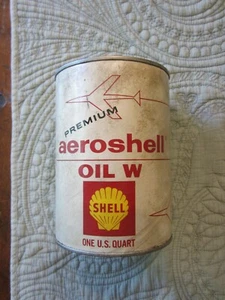 PREMIUM
aeroshell
OIL W
SHELL
ONE U.S. QUART